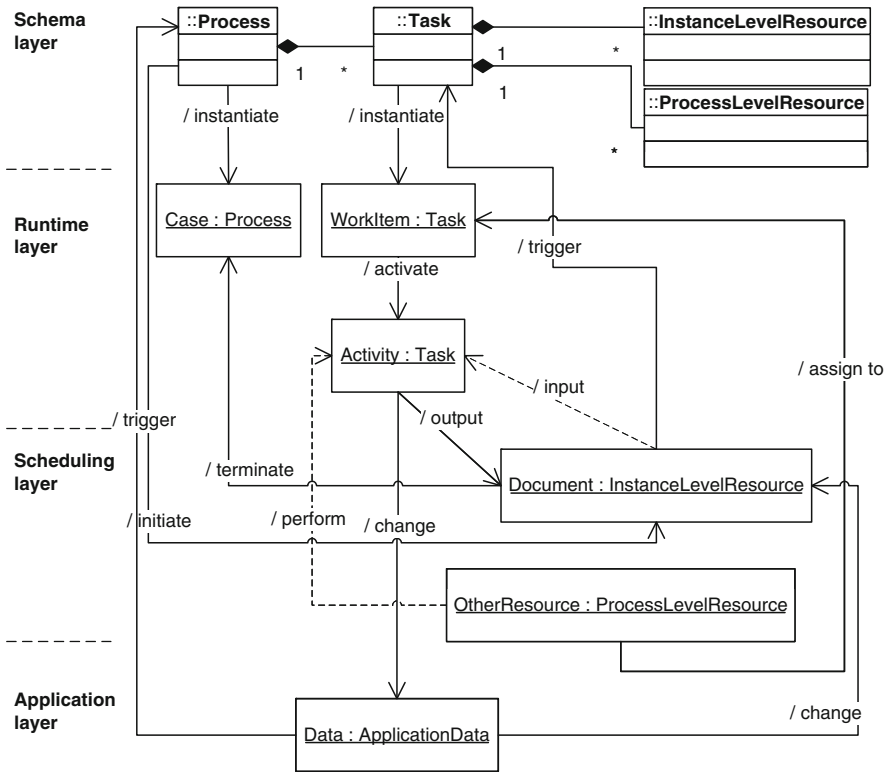 Schema
layer
::Process
::Task
::InstanceLevelResource
1
*
1
*
1
*
::ProcessLevelResource
/ instantiate
/ instantiate
Runtime
layer
Case : Process
WorkItem : Task
/ trigger
/ activate
Activity : Task
/ assign to
/ input
/ trigger
/ output
Scheduling
layer
/ terminate
Document : InstanceLevelResource
/ initiate
/ perform
/ change
OtherResource : ProcessLevelResource
Application
layer
/ change
Data : ApplicationData